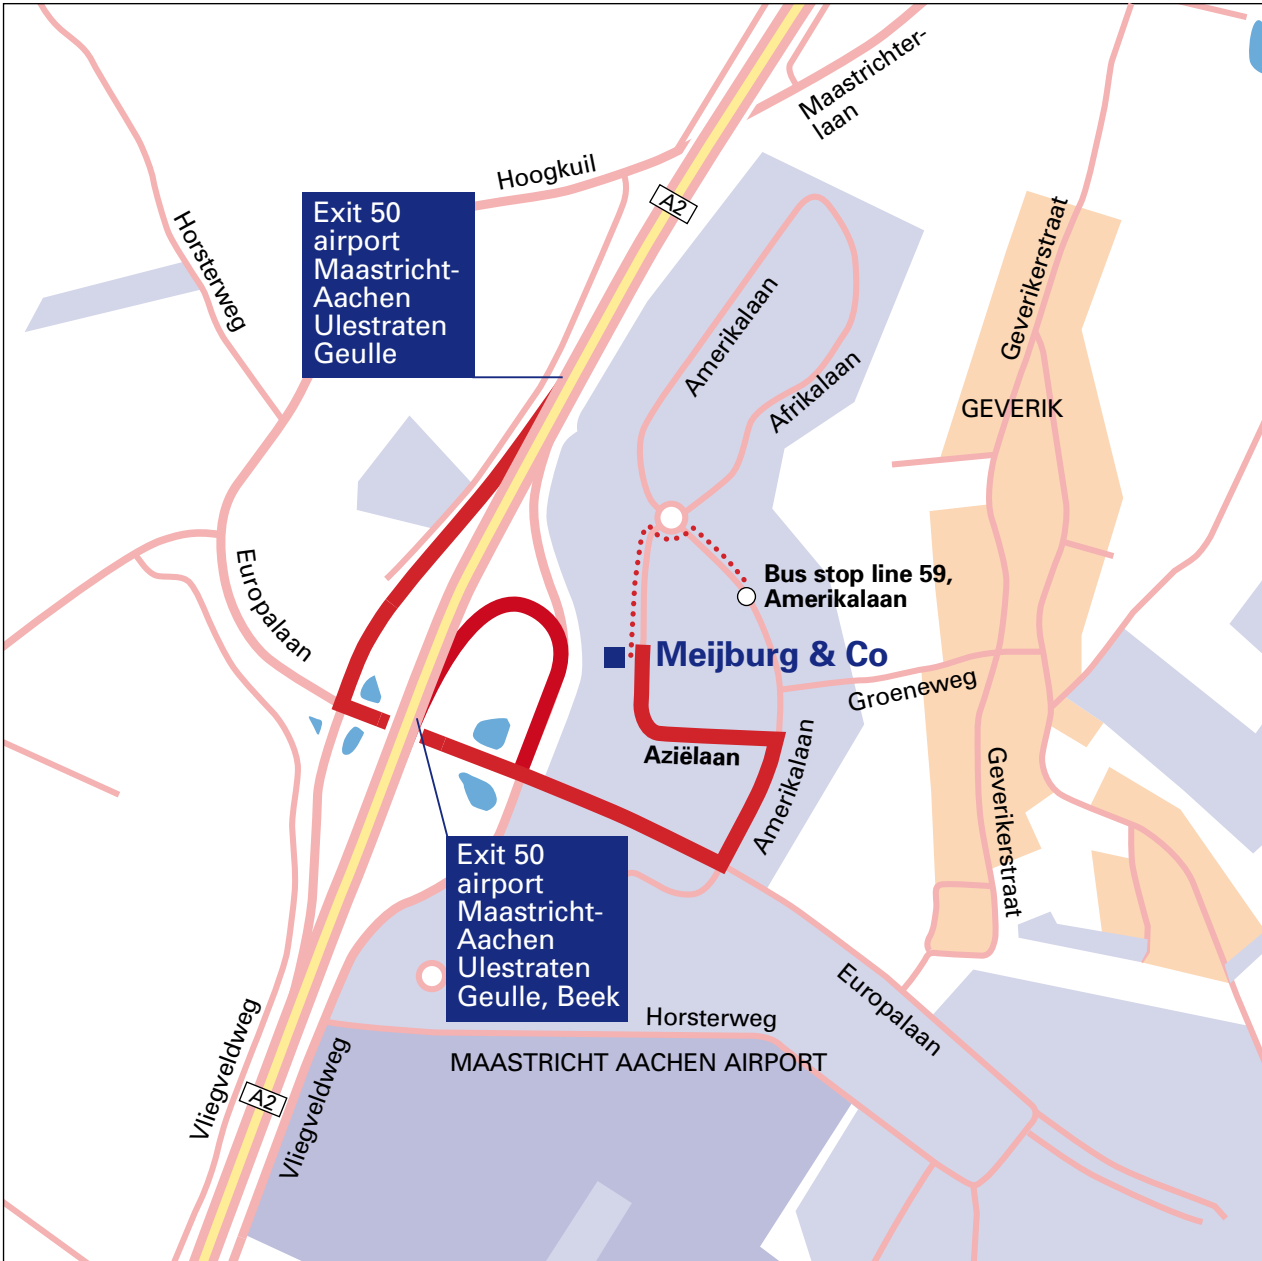 Maastrichter-
laan
Hoogkuil
A2
Exit 50
airport
Maastricht-
Aachen
Ulestraten
Geulle
Horsterweg
Geverikerstraat
Amerikalaan
Afrikalaan
GEVERIK
Europalaan
Bus stop line 59,
Amerikalaan
Meijburg & Co
Groeneweg
Aziëlaan
Amerikalaan
Geverikerstraat
Exit 50
airport
Maastricht-
Aachen
Ulestraten
Geulle, Beek
Europalaan
Horsterweg
MAASTRICHT AACHEN AIRPORT
Vliegveldweg
A2
Vliegveldweg